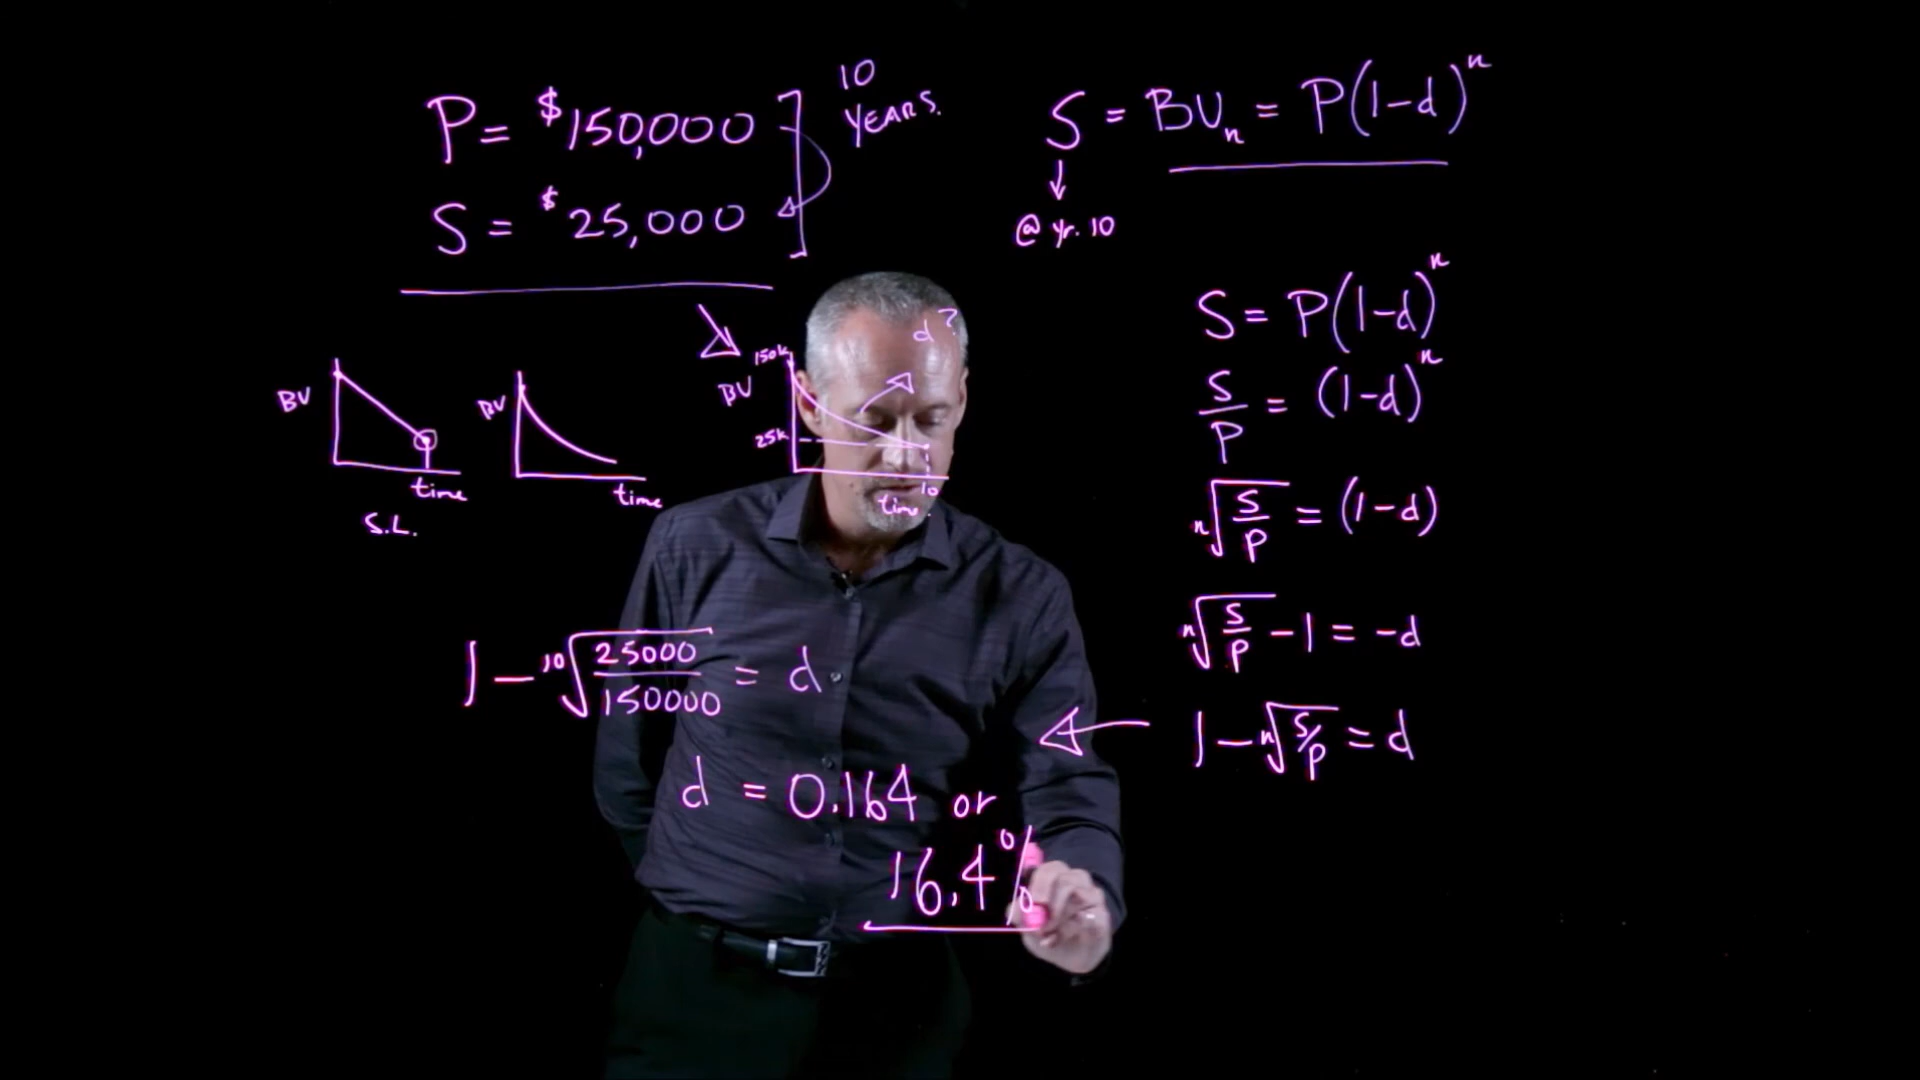 P = $150,000
S = $25,000
10
YEARS.
S = BVₙ = P(1-d)ⁿ
@ yr. 10
S = P(1-d)ⁿ
S/P = (1-d)ⁿ
ⁿ√(S/P) = (1-d)
ⁿ√(S/P) - 1 = -d
1 - ⁿ√(S/P) = d
BV
time
S.L.
BV
time
d?
150k
BV
25k
10
time
1 - ¹⁰√(25000/150000) = d
d = 0.164 or
16.4%